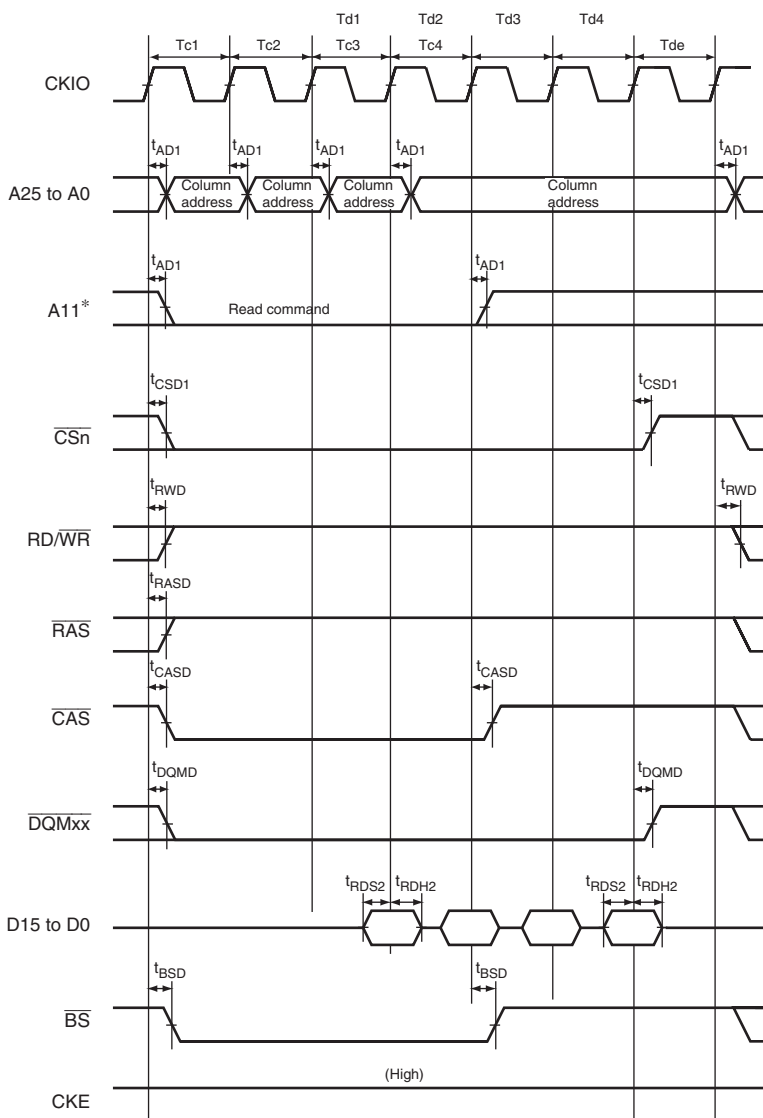 Td1 Td2 Td3 Td4
Tc1 Tc2 Tc3 Tc4 Tde
CKIO
tAD1 tAD1 tAD1 tAD1 tAD1
A25 to A0
Column address Column address Column address Column address
tAD1 tAD1
A11*
Read command
tCSD1 tCSD1
CSn
tRWD tRWD
RD/WR
tRASD
RAS
tCASD tCASD
CAS
tDQMD tDQMD
DQMxx
tRDS2 tRDH2 tRDS2 tRDH2
D15 to D0
tBSD tBSD
BS
(High)
CKE